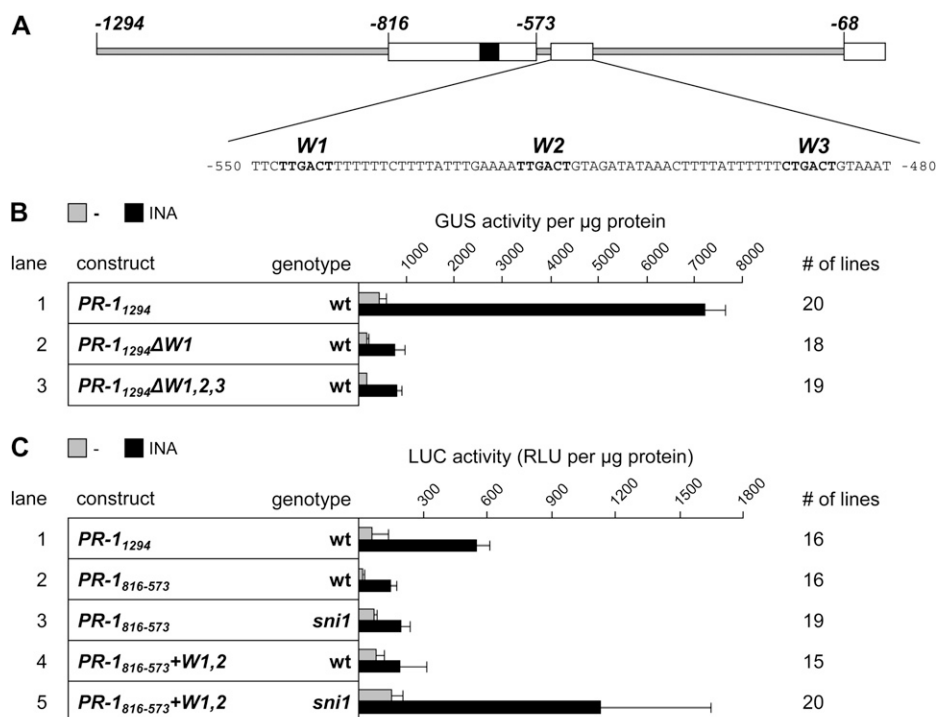 A
-1294 -816 -573 -68
W1 W2 W3
-550 TTCTTGACTTTTTTTCTTTTATTTGAAAATTGACTGTAGATATAAACTTTTATTTTTTCTGACTGTAAAT -480
B - INA GUS activity per µg protein
lane construct genotype 1000 2000 3000 4000 5000 6000 7000 8000 # of lines
1 PR-1₁₂₉₄ wt 20
2 PR-1₁₂₉₄ΔW1 wt 18
3 PR-1₁₂₉₄ΔW1,2,3 wt 19
C - INA LUC activity (RLU per µg protein)
lane construct genotype 300 600 900 1200 1500 1800 # of lines
1 PR-1₁₂₉₄ wt 16
2 PR-1₈₁₆₋₅₇₃ wt 16
3 PR-1₈₁₆₋₅₇₃ sni1 19
4 PR-1₈₁₆₋₅₇₃+W1,2 wt 15
5 PR-1₈₁₆₋₅₇₃+W1,2 sni1 20